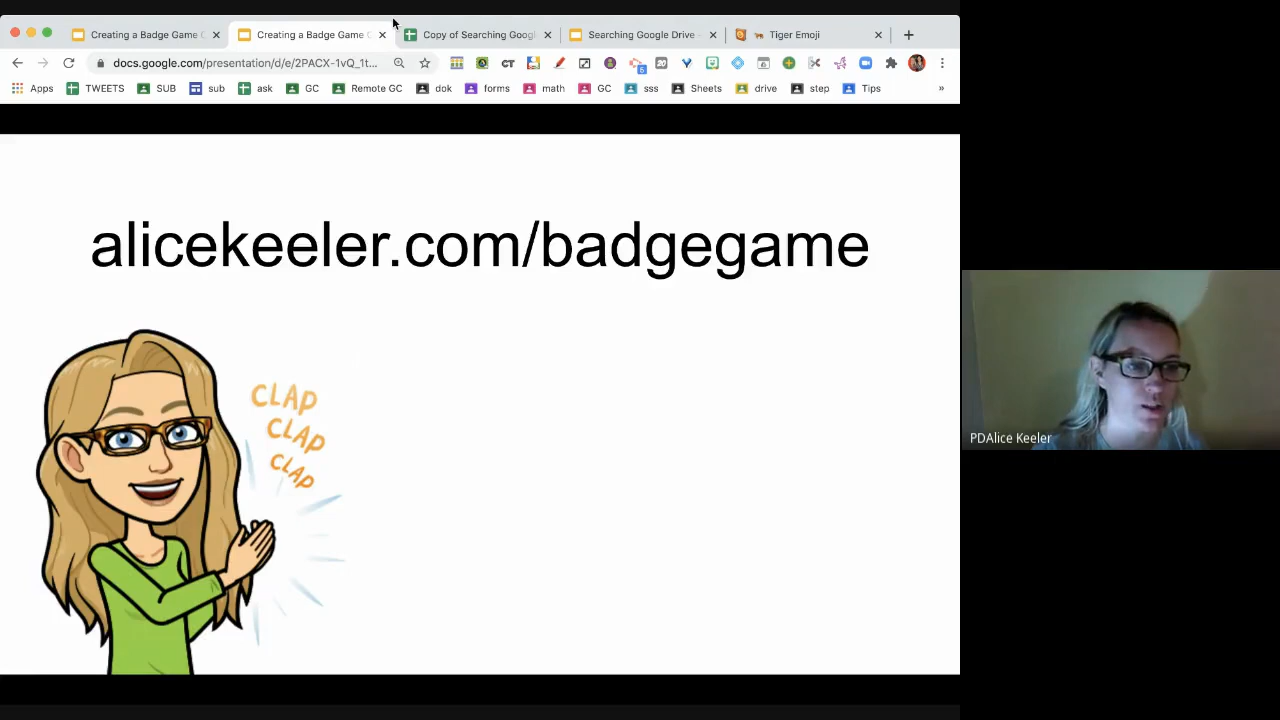 Creating a Badge Game
Creating a Badge Game
Copy of Searching Google
Searching Google Drive -
Tiger Emoji
docs.google.com/presentation/d/e/2PACX-1vQ_1t...
Apps TWEETS SUB sub ask GC Remote GC dok forms math GC sss Sheets drive step Tips »
alicekeeler.com/badgegame
CLAP
CLAP
CLAP
PDAlice Keeler